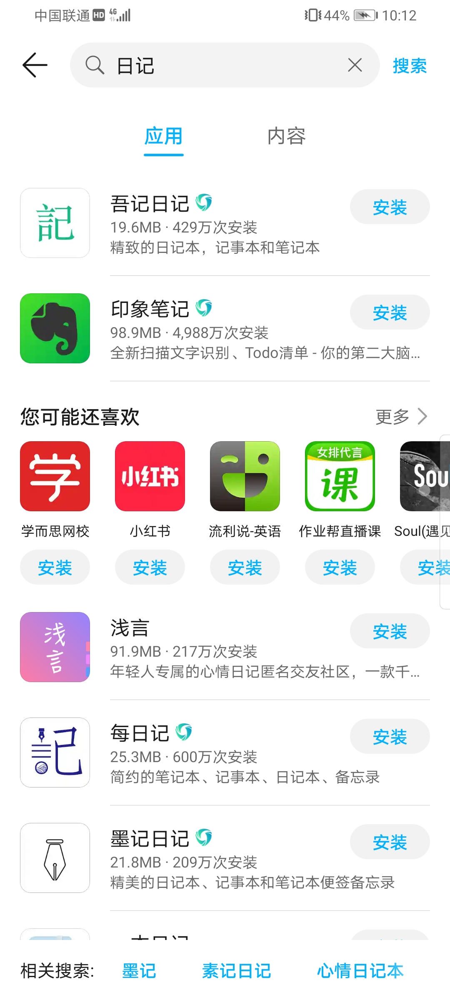 中国联通 HD 4G 44% 10:12
日记 搜索
应用 内容
記
吾记日记 安装
19.6MB · 429万次安装
精致的日记本，记事本和笔记本
印象笔记 安装
98.9MB · 4,988万次安装
全新扫描文字识别、Todo清单 - 你的第二大脑...
您可能还喜欢 更多
学 小红书 女排代言 课 Sou
学而思网校 小红书 流利说-英语 作业帮直播课 Soul(遇见
安装 安装 安装 安装 安装
浅言
浅言 安装
91.9MB · 217万次安装
年轻人专属的心情日记匿名交友社区，一款千...
記
每日记 安装
25.3MB · 600万次安装
简约的笔记本、记事本、日记本、备忘录
墨记日记 安装
21.8MB · 209万次安装
精美的日记本、记事本和笔记本便签备忘录
相关搜索: 墨记 素记日记 心情日记本